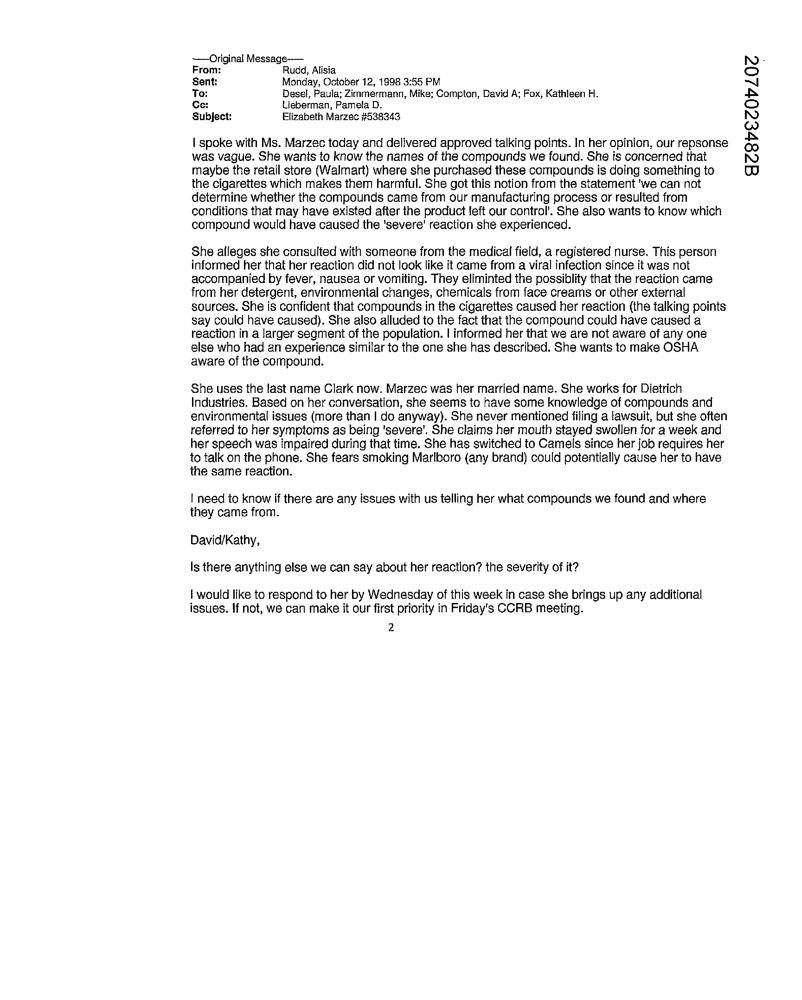 -----Original Message-----
From: Rudd, Alisia
Sent: Monday, October 12, 1998 3:55 PM
To: Desel, Paula; Zimmermann, Mike; Compton, David A; Fox, Kathleen H.
Cc: Lieberman, Pamela D.
Subject: Elizabeth Marzec #538343
I spoke with Ms. Marzec today and delivered approved talking points. In her opinion, our repsonse
was vague. She wants to know the names of the compounds we found. She is concerned that
maybe the retail store (Walmart) where she purchased these compounds is doing something to
the cigarettes which makes them harmful. She got this notion from the statement 'we can not
determine whether the compounds came from our manufacturing process or resulted from
conditions that may have existed after the product left our control'. She also wants to know which
compound would have caused the 'severe' reaction she experienced.
She alleges she consulted with someone from the medical field, a registered nurse. This person
informed her that her reaction did not look like it came from a viral infection since it was not
accompanied by fever, nausea or vomiting. They eliminted the possiblity that the reaction came
from her detergent, environmental changes, chemicals from face creams or other external
sources. She is confident that compounds in the cigarettes caused her reaction (the talking points
say could have caused). She also alluded to the fact that the compound could have caused a
reaction in a larger segment of the population. I informed her that we are not aware of any one
else who had an experience similar to the one she has described. She wants to make OSHA
aware of the compound.
She uses the last name Clark now. Marzec was her married name. She works for Dietrich
Industries. Based on her conversation, she seems to have some knowledge of compounds and
environmental issues (more than I do anyway). She never mentioned filing a lawsuit, but she often
referred to her symptoms as being 'severe'. She claims her mouth stayed swollen for a week and
her speech was impaired during that time. She has switched to Camels since her job requires her
to talk on the phone. She fears smoking Marlboro (any brand) could potentially cause her to have
the same reaction.
I need to know if there are any issues with us telling her what compounds we found and where
they came from.
David/Kathy,
Is there anything else we can say about her reaction? the severity of it?
I would like to respond to her by Wednesday of this week in case she brings up any additional
issues. If not, we can make it our first priority in Friday's CCRB meeting.
2
2074023482B